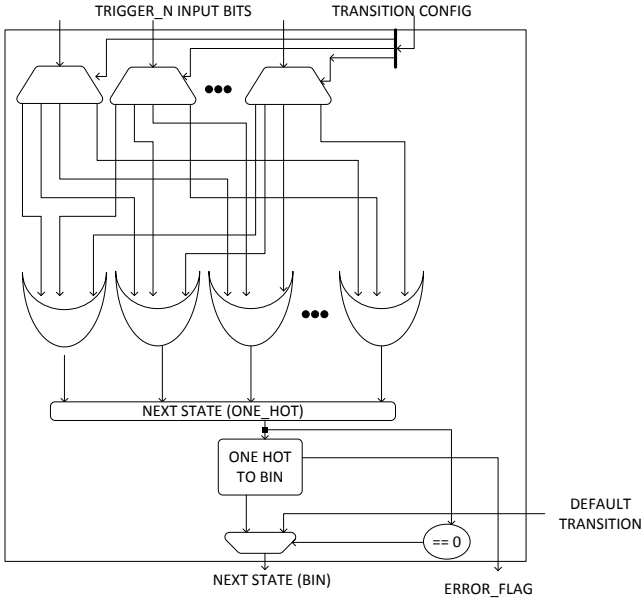 TRIGGER_N INPUT BITS
TRANSITION CONFIG
NEXT STATE (ONE_HOT)
ONE HOT
TO BIN
DEFAULT
TRANSITION
== 0
NEXT STATE (BIN)
ERROR_FLAG